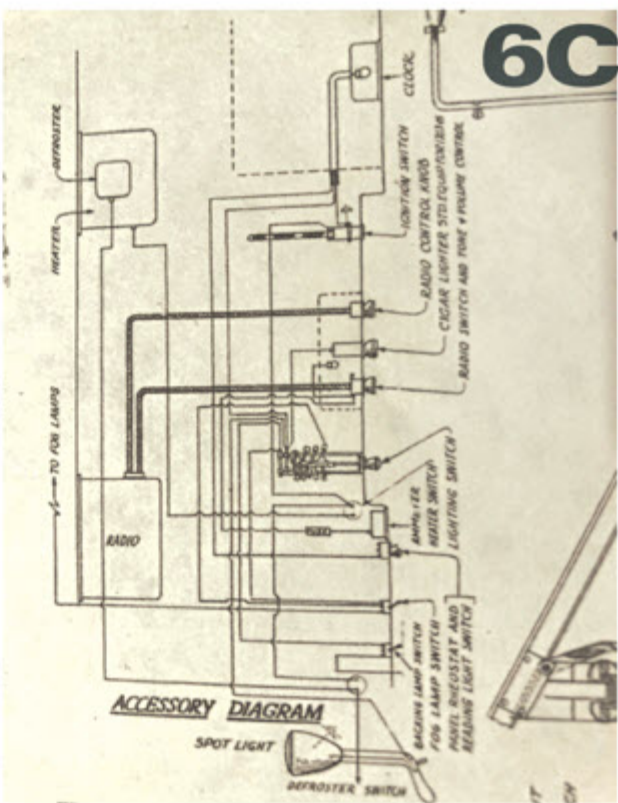 6C
CLOCK
DEFROSTER
HEATER
IGNITION SWITCH
RADIO CONTROL KNOB
CIGAR LIGHTER STD. EQUIP.
RADIO SWITCH AND TONE & VOLUME CONTROL
TO FOG LAMPS
RADIO
LIGHTING SWITCH
HEATER SWITCH
AMMETER
PANEL RHEOSTAT AND
READING LIGHT SWITCH
FOG LAMP SWITCH
BACKING LAMP SWITCH
ACCESSORY DIAGRAM
SPOT LIGHT
DEFROSTER SWITCH